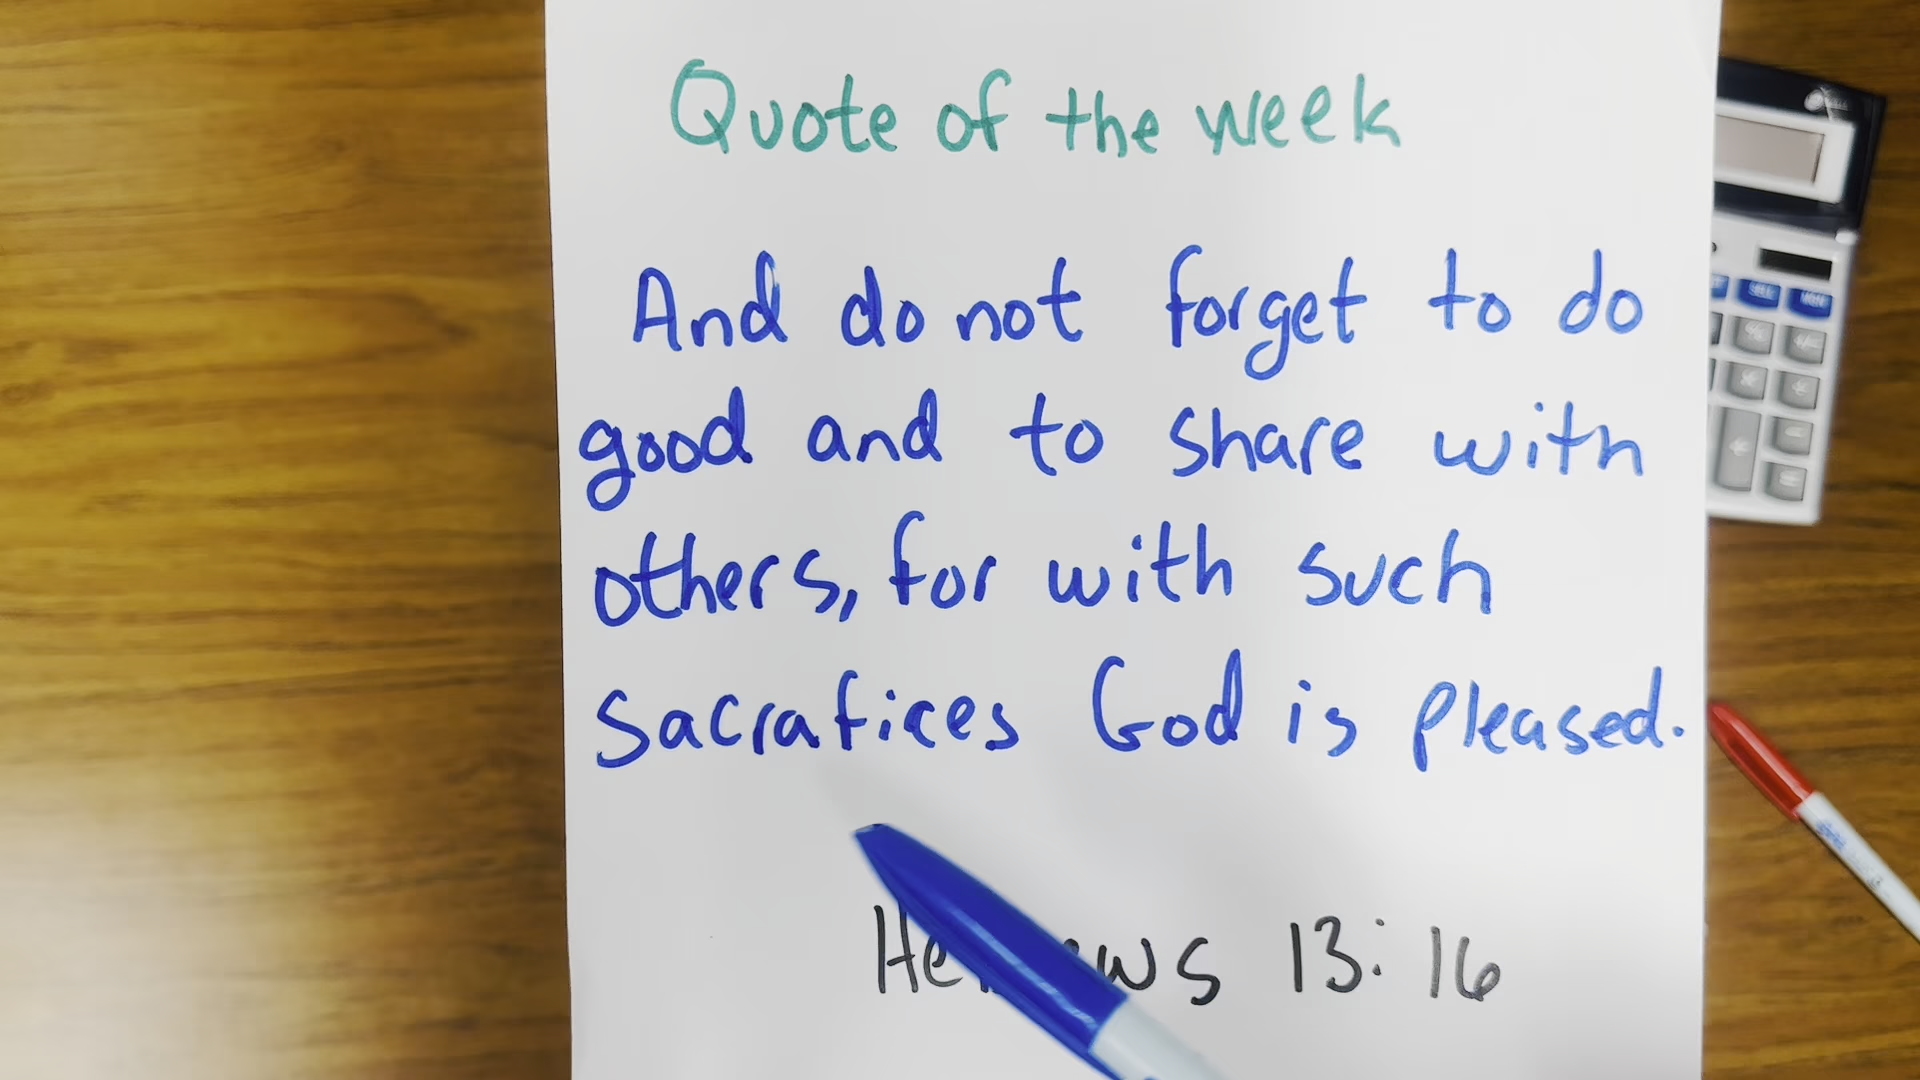 Quote of the week
And do not forget to do
good and to share with
others, for with such
sacrafices God is pleased.
13:16